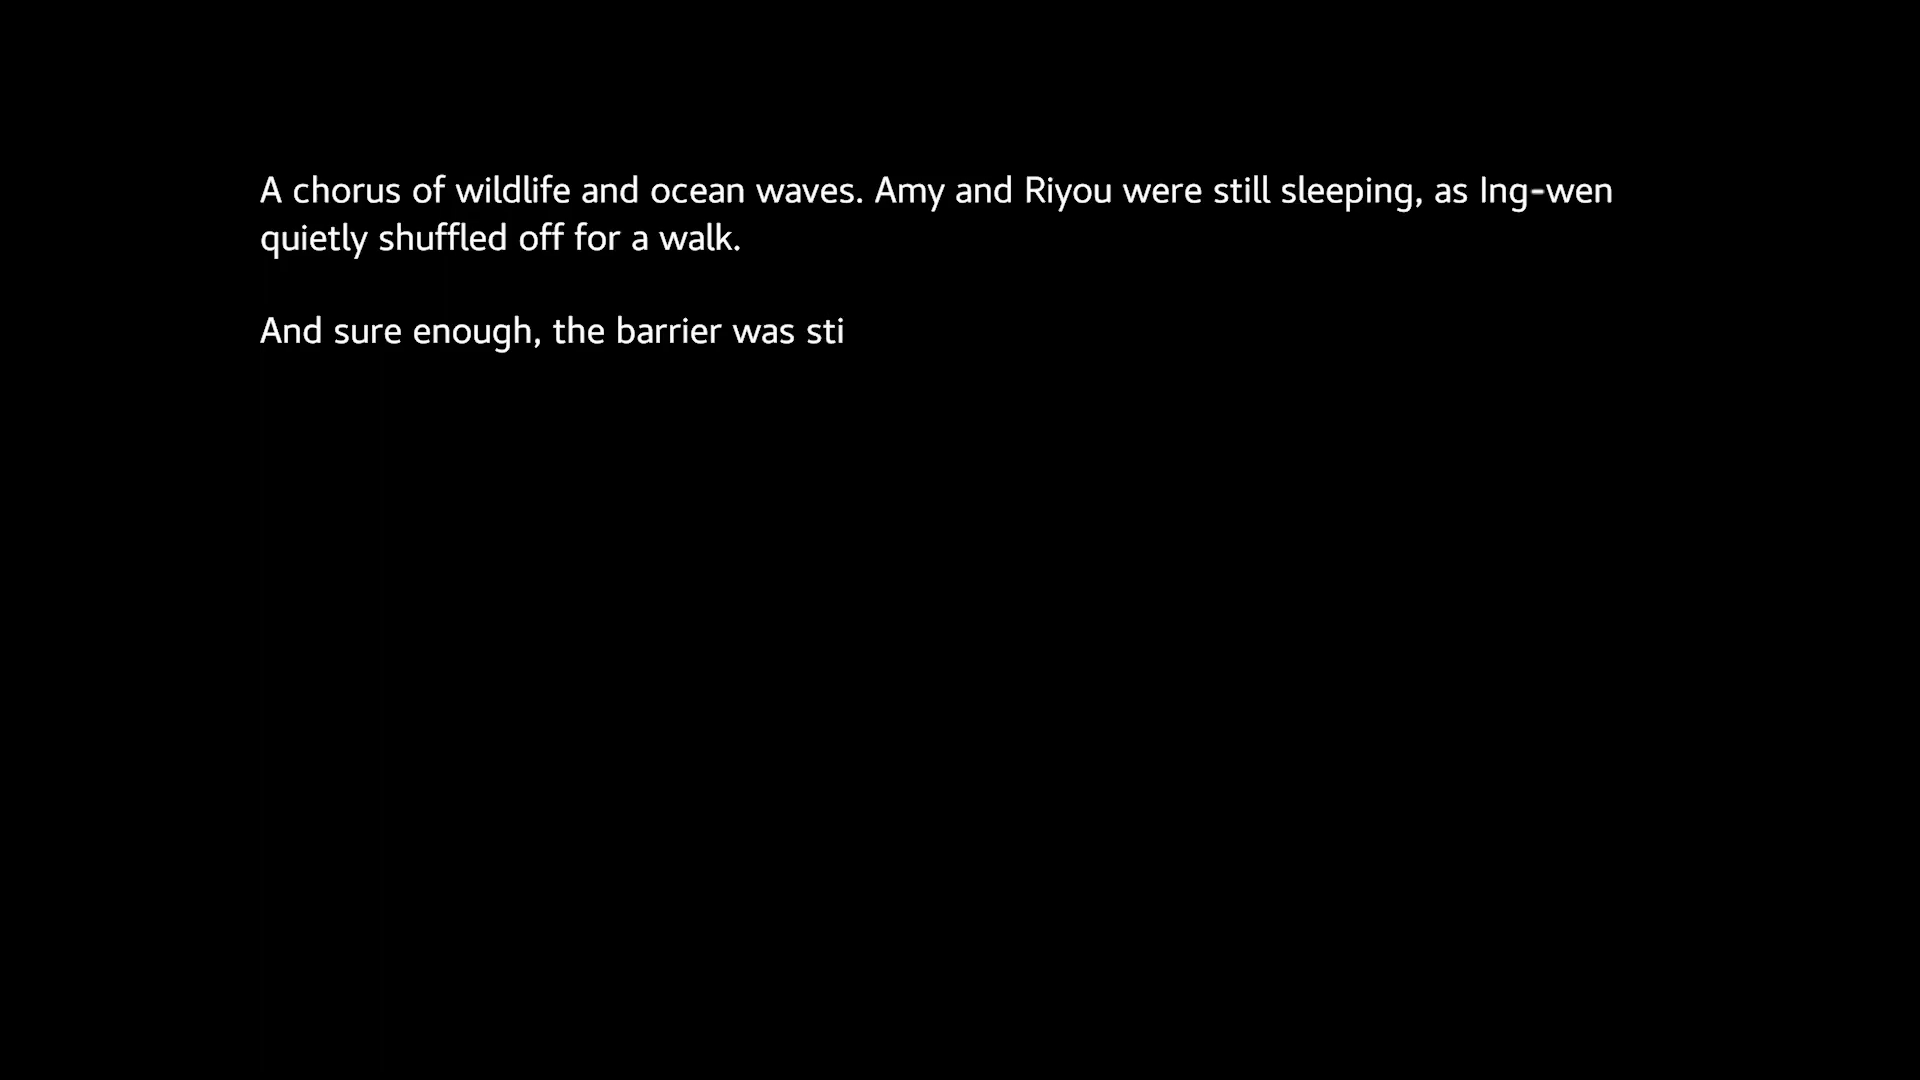 A chorus of wildlife and ocean waves. Amy and Riyou were still sleeping, as Ing-wen
quietly shuffled off for a walk.
And sure enough, the barrier was sti